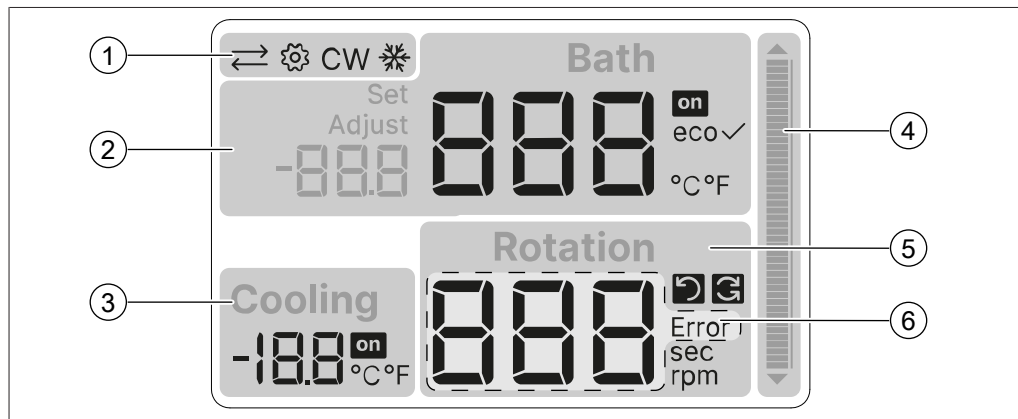 1
CW
Bath
Set
Adjust
-88.8
888
on
eco
°C°F
2
4
Rotation
5
3
Cooling
-18.8
on
°C°F
888
Error
6
sec
rpm